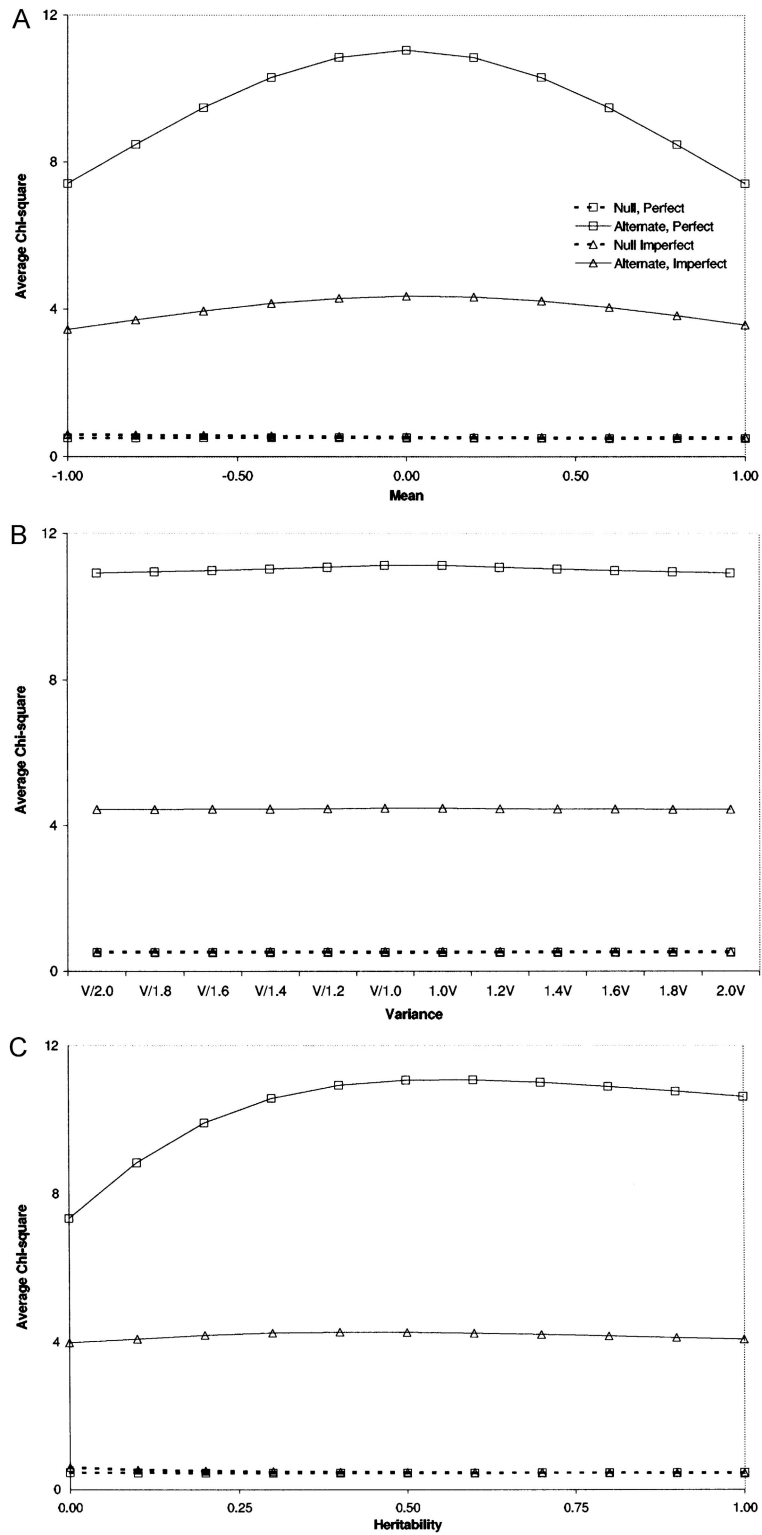 A
12
8
4
0
Average Chi-square
Null, Perfect
Alternate, Perfect
Null Imperfect
Alternate, Imperfect
-1.00 -0.50 0.00 0.50 1.00
Mean
B
12
8
4
0
Average Chi-square
V/2.0 V/1.8 V/1.6 V/1.4 V/1.2 V/1.0 1.0V 1.2V 1.4V 1.6V 1.8V 2.0V
Variance
C
12
8
4
0
Average Chi-square
0.00 0.25 0.50 0.75 1.00
Heritability